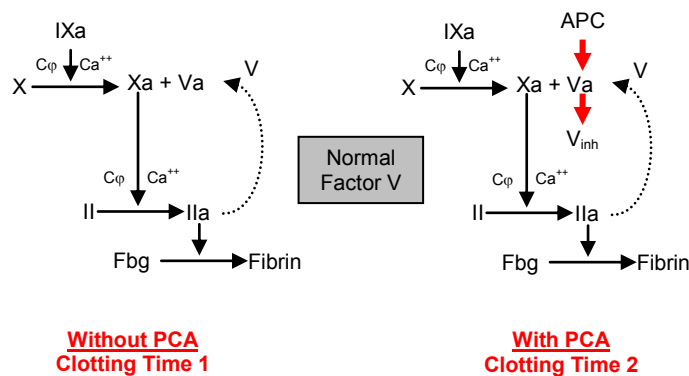 IXa
Cφ Ca++
X
Xa + Va
V
Cφ Ca++
II
IIa
Fbg
Fibrin
Without PCA
Clotting Time 1
Normal
Factor V
APC
IXa
Cφ Ca++
X
Xa + Va
V
Vinh
Cφ Ca++
II
IIa
Fbg
Fibrin
With PCA
Clotting Time 2